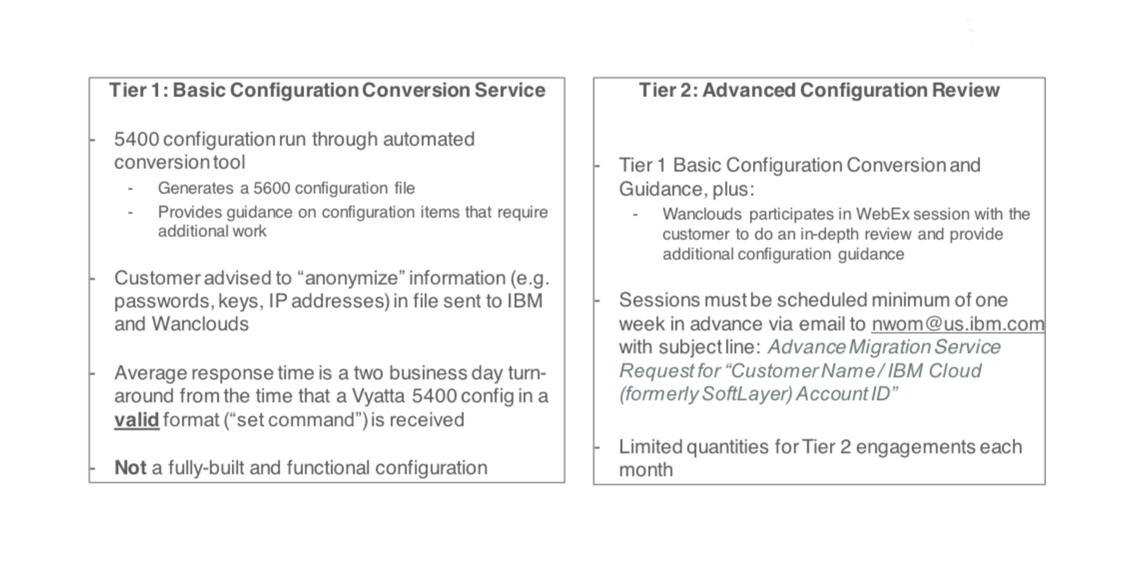 Tier 1: Basic Configuration Conversion Service
- 5400 configuration run through automated
conversion tool
- Generates a 5600 configuration file
- Provides guidance on configuration items that require
additional work
- Customer advised to “anonymize” information (e.g.
passwords, keys, IP addresses) in file sent to IBM
and Wanclouds
- Average response time is a two business day turn-
around from the time that a Vyatta 5400 config in a
valid format (“set command”) is received
- Not a fully-built and functional configuration
Tier 2: Advanced Configuration Review
- Tier 1 Basic Configuration Conversion and
Guidance, plus:
- Wanclouds participates in WebEx session with the
customer to do an in-depth review and provide
additional configuration guidance
- Sessions must be scheduled minimum of one
week in advance via email to nwom@us.ibm.com
with subject line: Advance Migration Service
Request for “Customer Name / IBM Cloud
(formerly SoftLayer) Account ID”
- Limited quantities for Tier 2 engagements each
month